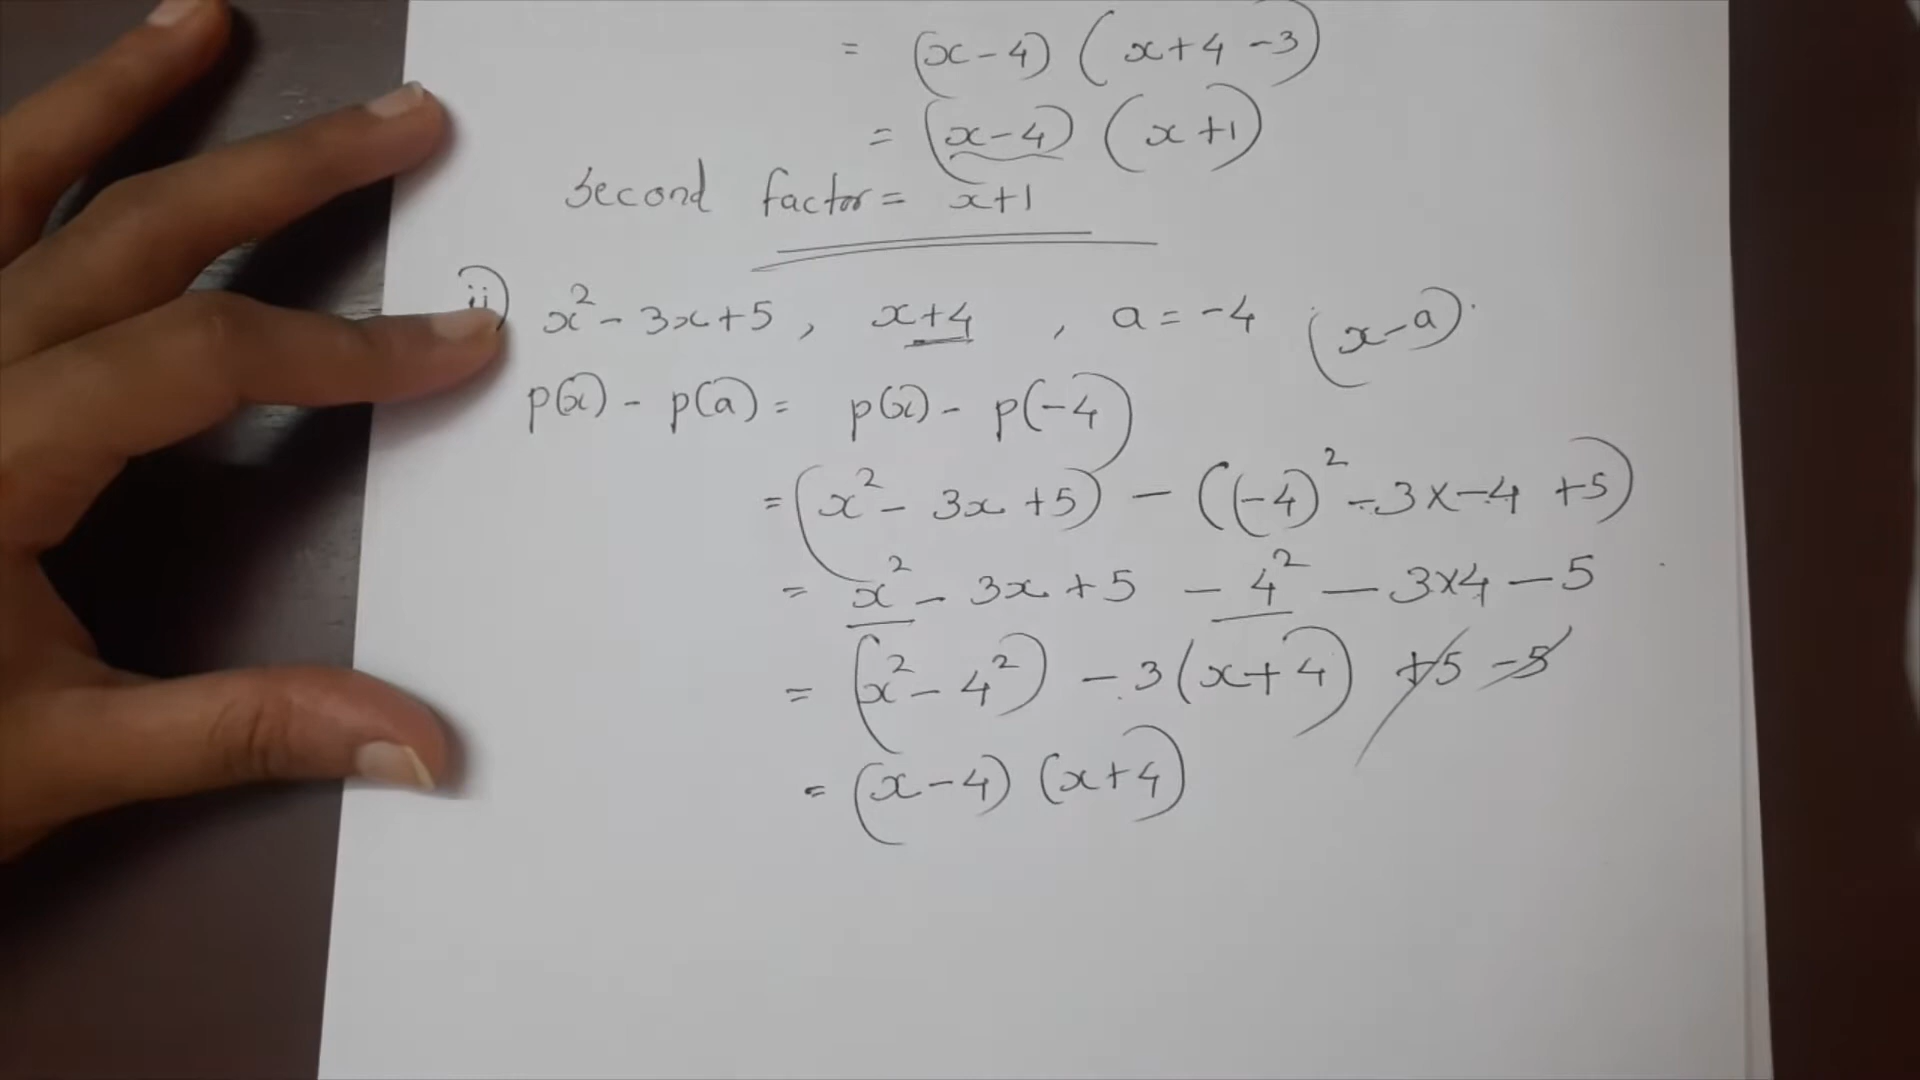 = (x-4) (x+4-3)
= (x-4) (x+1)
Second factor = x+1
ii) x² - 3x+5 , x+4 , a = -4 (x-a)
p(x) - p(a) = p(x) - p(-4)
= (x² - 3x +5) - ((-4)² - 3×-4 +5)
= x² - 3x + 5 - 4² - 3×4 - 5
= (x² - 4²) - 3(x+4) +5 -5
= (x-4) (x+4)